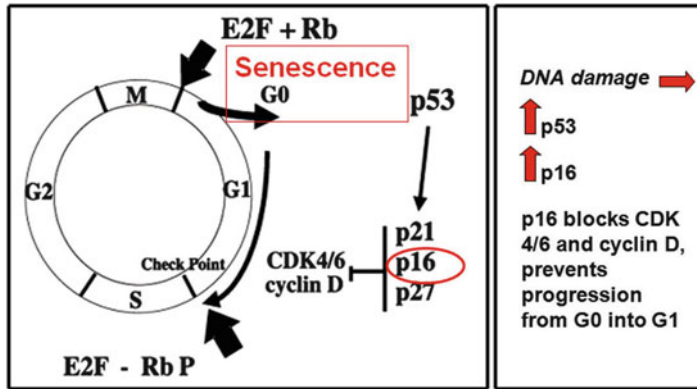 E2F + Rb
Senescence
G0
p53
M
G2
G1
Check Point
S
CDK4/6
cyclin D
p21
p16
p27
E2F - Rb P
DNA damage
p53
p16
p16 blocks CDK
4/6 and cyclin D,
prevents
progression
from G0 into G1